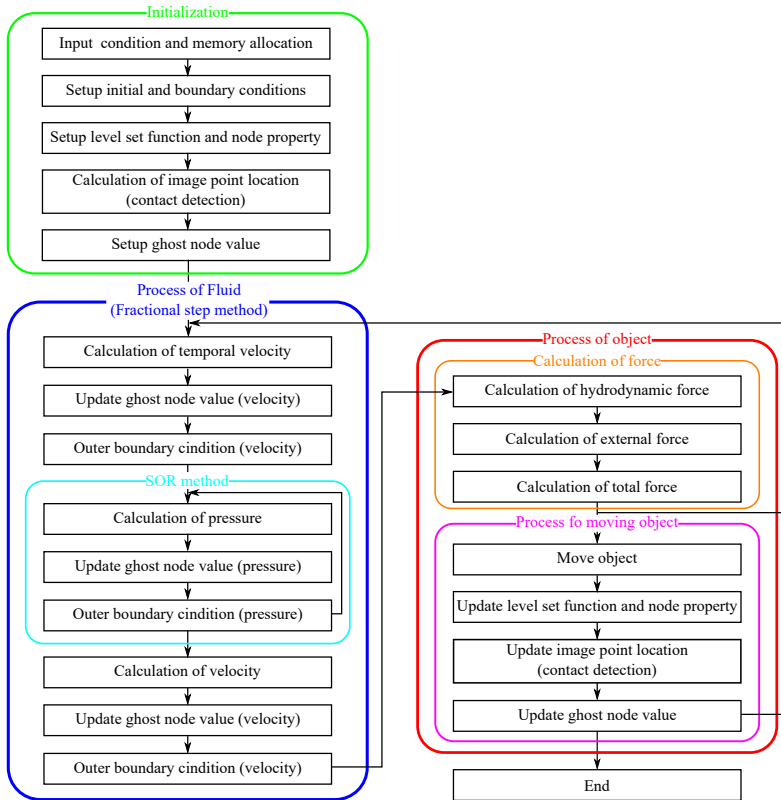 Initialization
Input condition and memory allocation
Setup initial and boundary conditions
Setup level set function and node property
Calculation of image point location
(contact detection)
Setup ghost node value
Process of Fluid
(Fractional step method)
Calculation of temporal velocity
Update ghost node value (velocity)
Outer boundary cindition (velocity)
SOR method
Calculation of pressure
Update ghost node value (pressure)
Outer boundary cindition (pressure)
Calculation of velocity
Update ghost node value (velocity)
Outer boundary cindition (velocity)
Process of object
Calculation of force
Calculation of hydrodynamic force
Calculation of external force
Calculation of total force
Process fo moving object
Move object
Update level set function and node property
Update image point location
(contact detection)
Update ghost node value
End